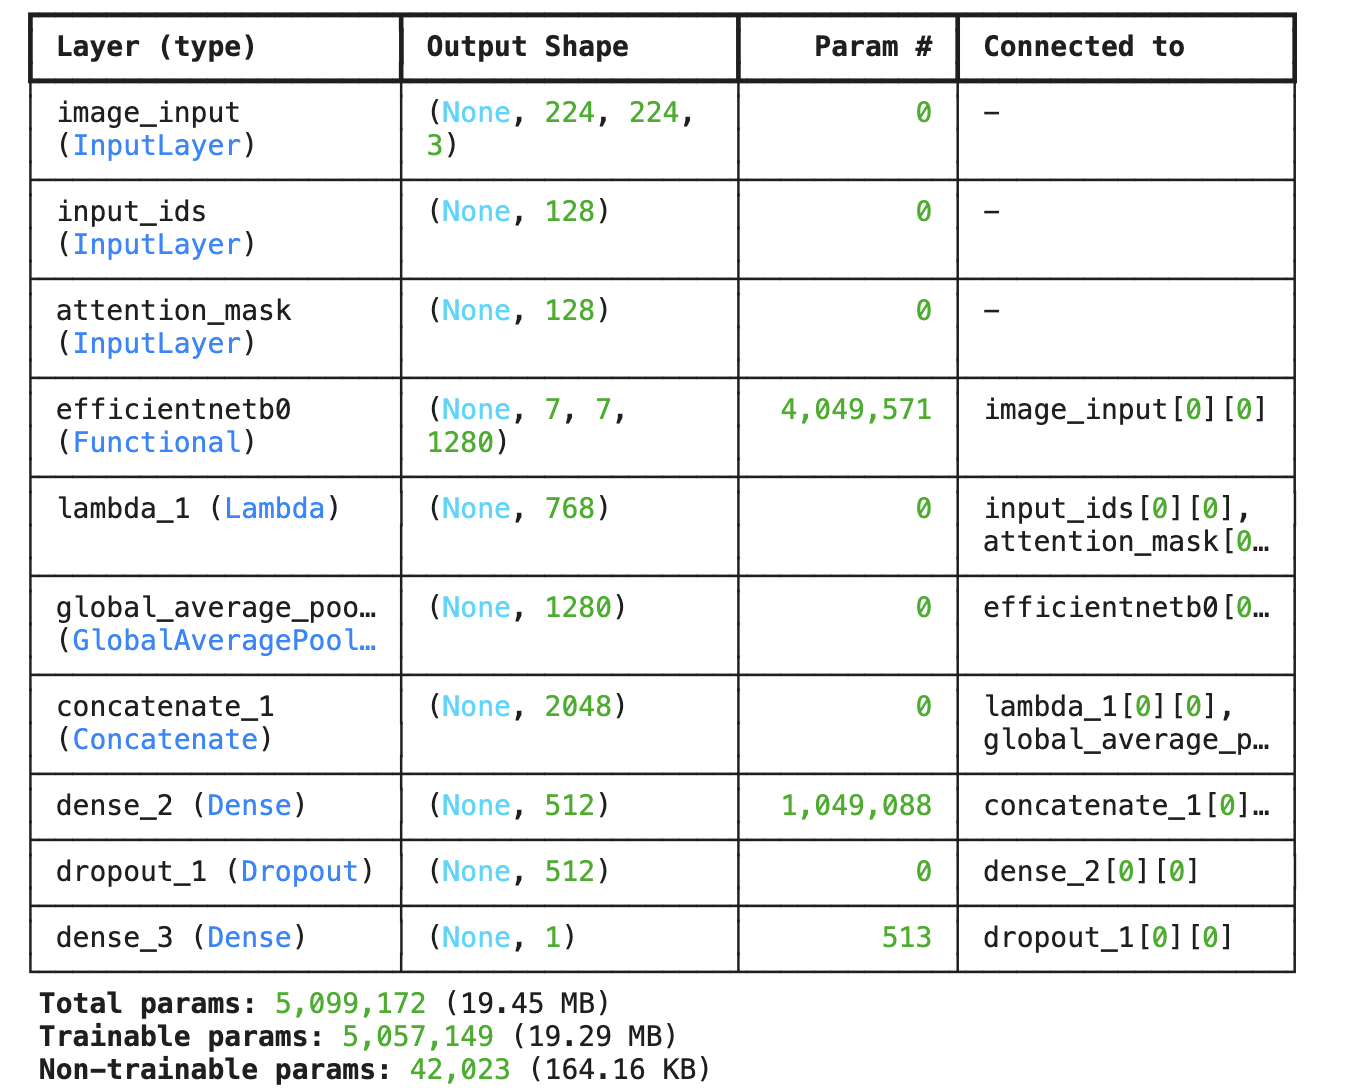 Layer (type) Output Shape Param # Connected to
image_input (None, 224, 224, 0 –
(InputLayer) 3)
input_ids (None, 128) 0 –
(InputLayer)
attention_mask (None, 128) 0 –
(InputLayer)
efficientnetb0 (None, 7, 7, 4,049,571 image_input[0][0]
(Functional) 1280)
lambda_1 (Lambda) (None, 768) 0 input_ids[0][0],
attention_mask[0…
global_average_poo… (None, 1280) 0 efficientnetb0[0…
(GlobalAveragePool…
concatenate_1 (None, 2048) 0 lambda_1[0][0],
(Concatenate) global_average_p…
dense_2 (Dense) (None, 512) 1,049,088 concatenate_1[0]…
dropout_1 (Dropout) (None, 512) 0 dense_2[0][0]
dense_3 (Dense) (None, 1) 513 dropout_1[0][0]
Total params: 5,099,172 (19.45 MB)
Trainable params: 5,057,149 (19.29 MB)
Non-trainable params: 42,023 (164.16 KB)